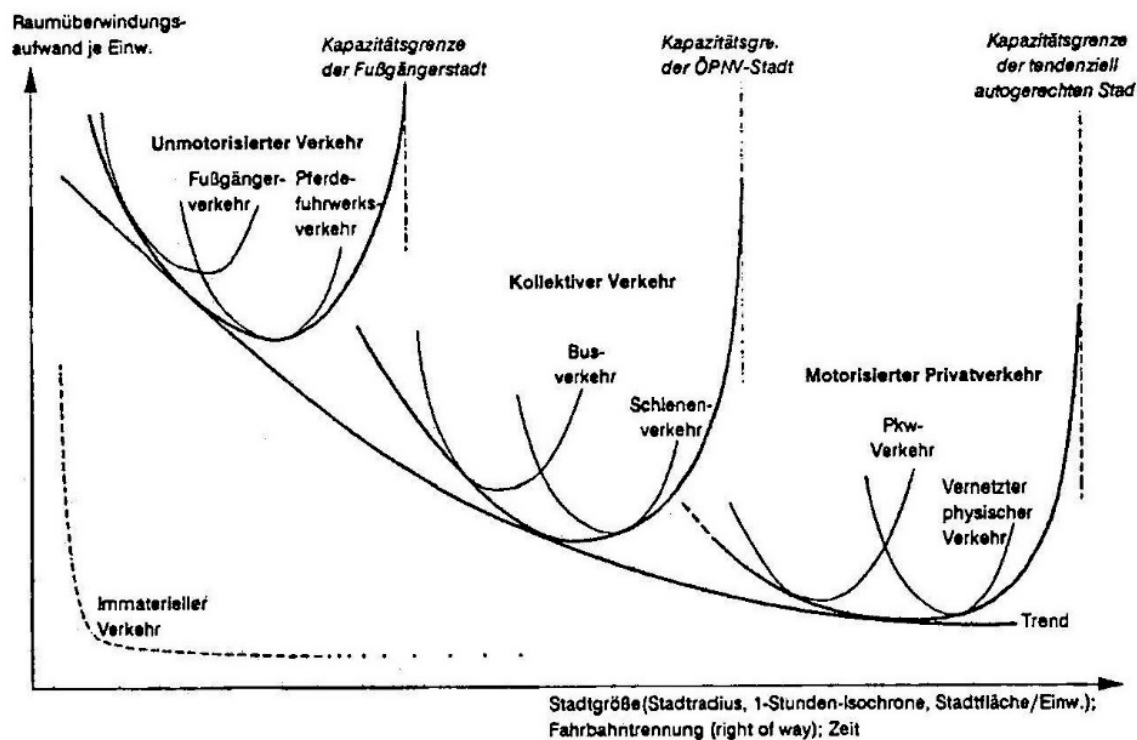 Raumüberwindungs-
aufwand je Einw.
Kapazitätsgrenze
der Fußgängerstadt
Kapazitätsgre.
der ÖPNV-Stadt
Kapazitätsgrenze
der tendenziell
autogerechten Stad
Unmotorisierter Verkehr
Fußgänger-
verkehr
Pferde-
fuhrwerks-
verkehr
Kollektiver Verkehr
Bus-
verkehr
Schienen-
verkehr
Motorisierter Privatverkehr
Pkw-
Verkehr
Vernetzter
physischer
Verkehr
Immaterieller
Verkehr
Trend
Stadtgröße(Stadtradius, 1-Stunden-Isochrone, Stadtfläche/Einw.);
Fahrbahntrennung (right of way); Zeit